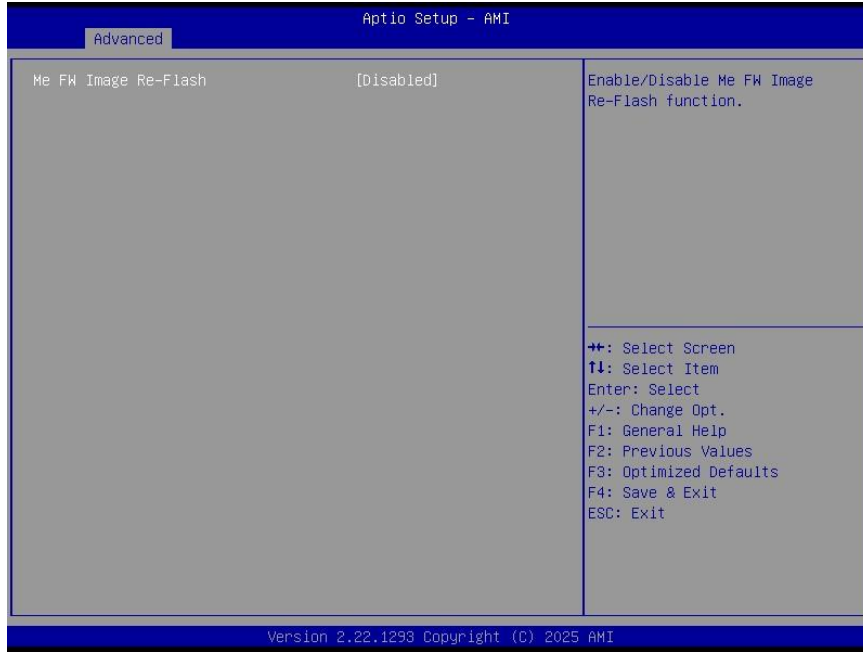 Aptio Setup - AMI
Advanced
Me FW Image Re-Flash [Disabled]
Enable/Disable Me FW Image
Re-Flash function.
→←: Select Screen
↑↓: Select Item
Enter: Select
+/-: Change Opt.
F1: General Help
F2: Previous Values
F3: Optimized Defaults
F4: Save & Exit
ESC: Exit
Version 2.22.1293 Copyright (C) 2025 AMI